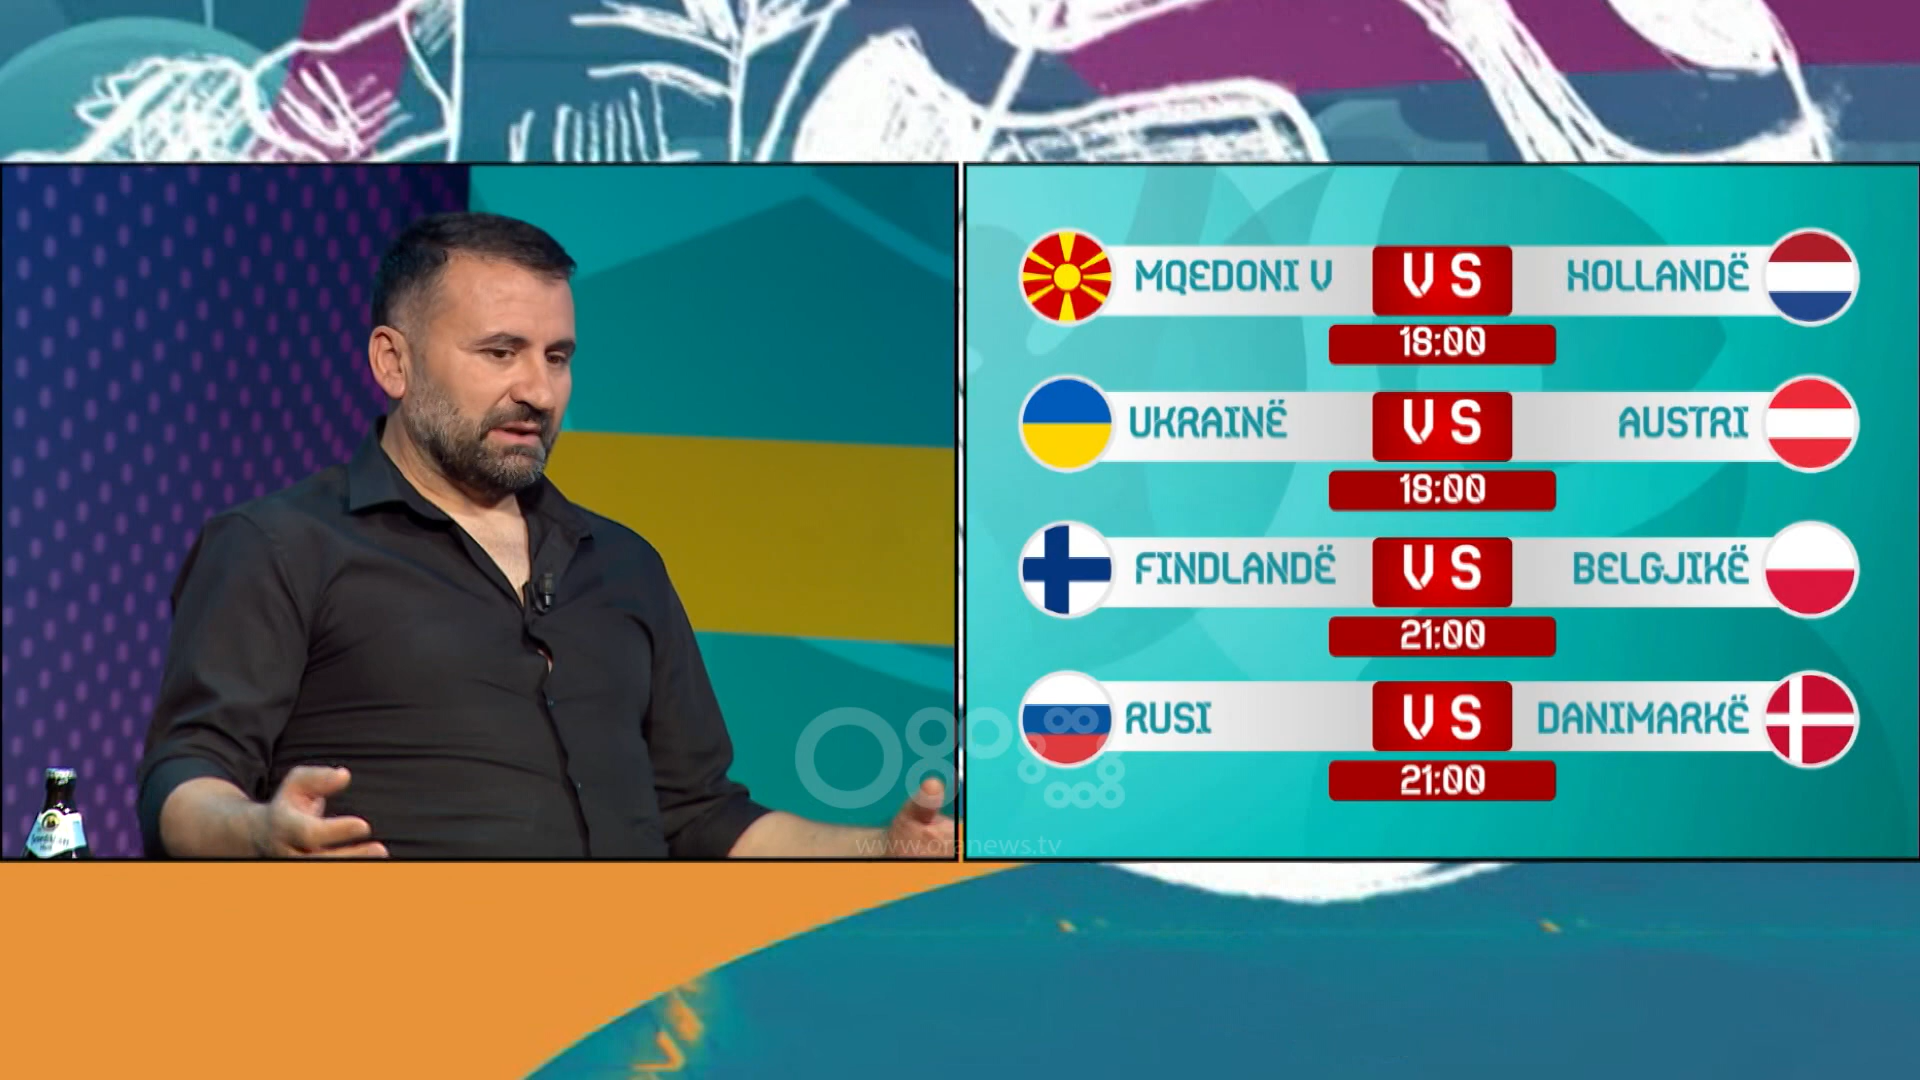 MQEDONI V VS HOLLANDË
18:00
UKRAINË VS AUSTRI
18:00
FINDLANDË VS BELGJIKË
21:00
RUSI VS DANIMARKË
21:00
www.oranews.tv